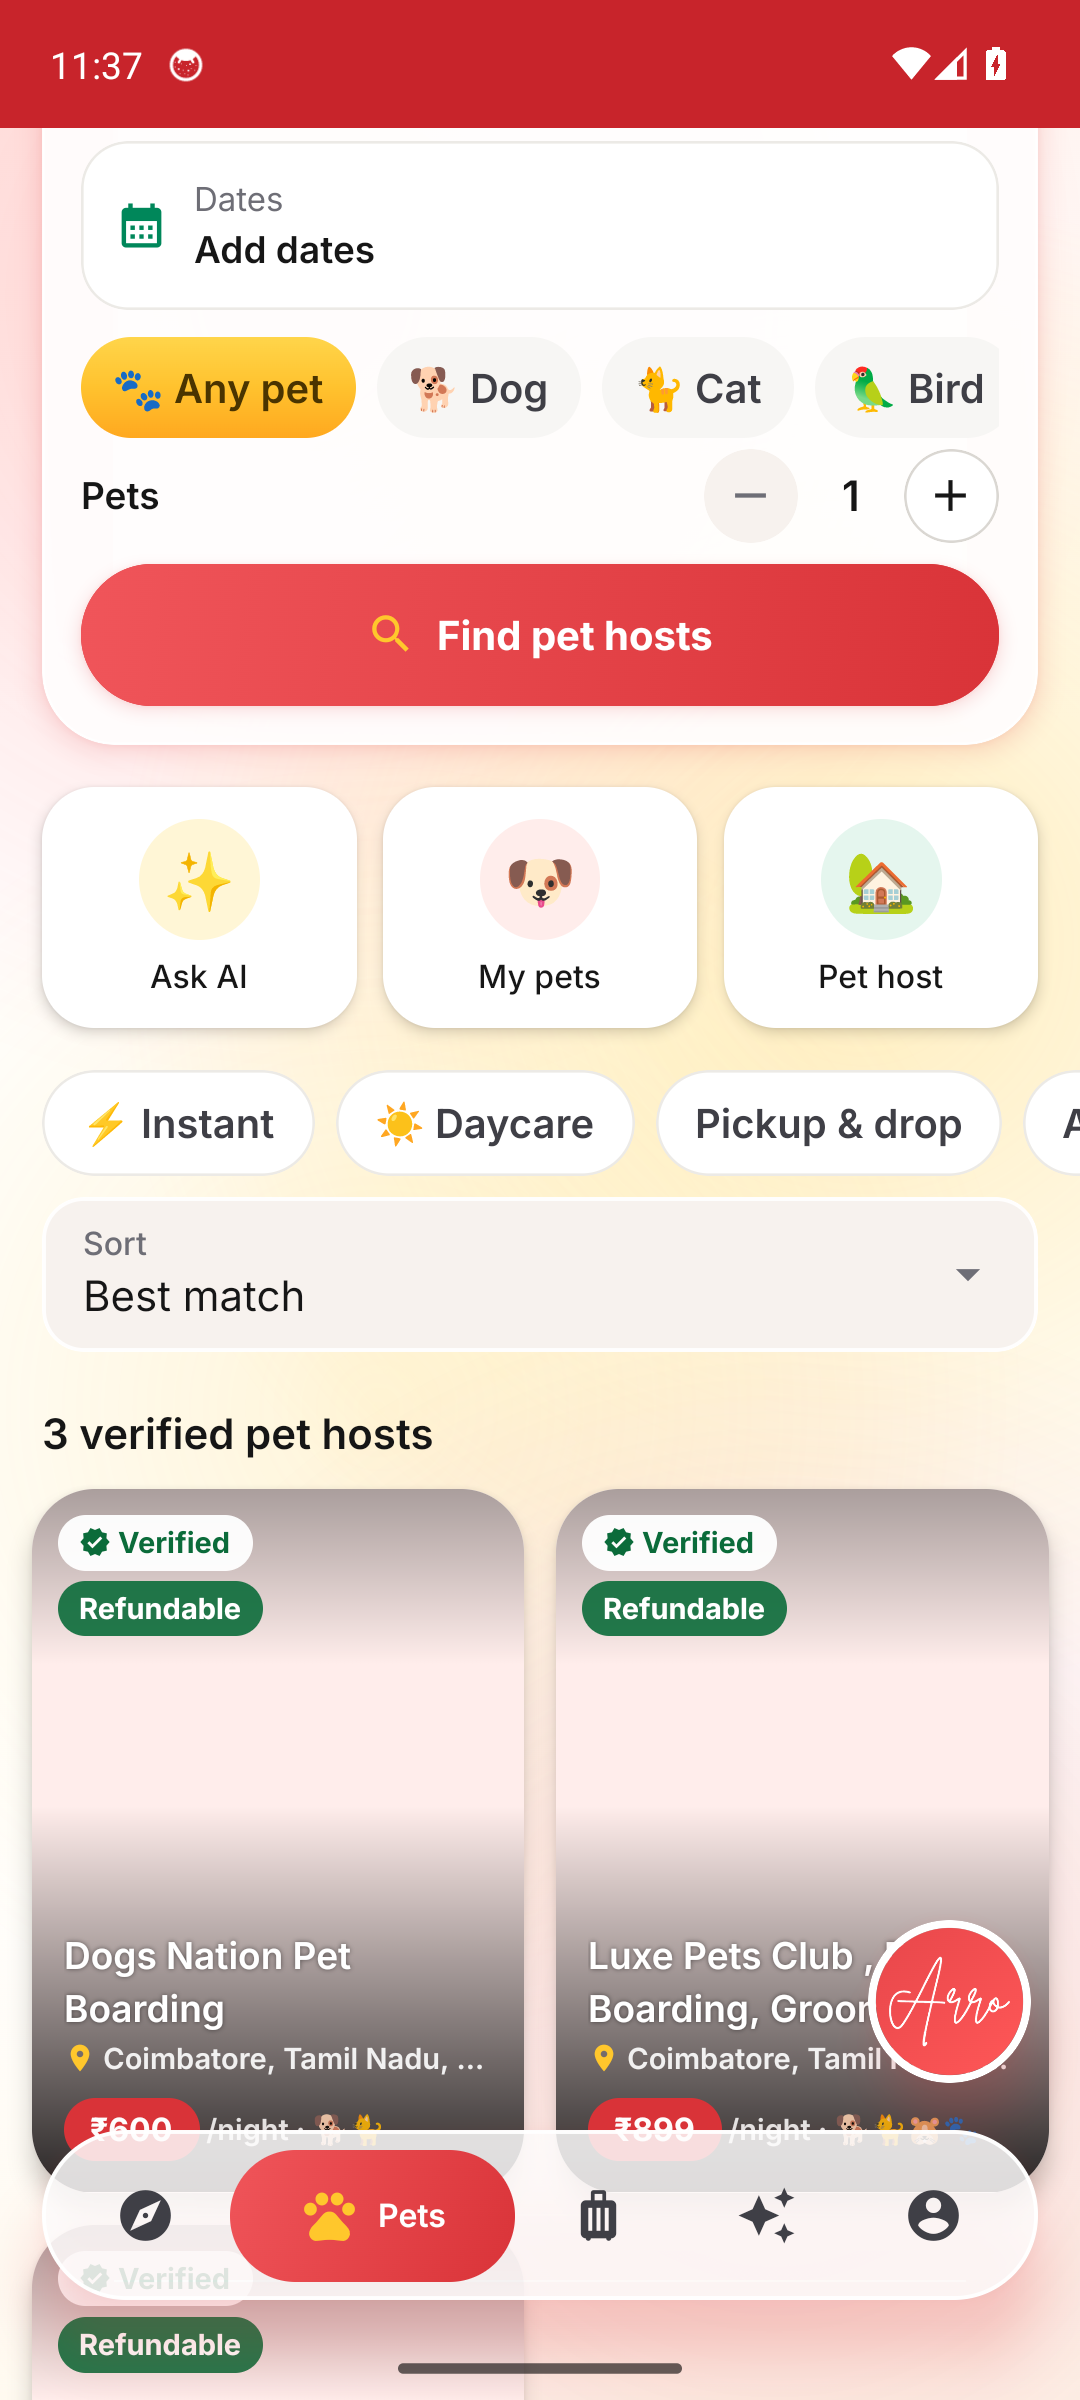 11:37
Dates
Add dates
Any pet
Dog
Cat
Bird
Pets
1
Find pet hosts
Ask AI
My pets
Pet host
Instant
Daycare
Pickup & drop
Sort
Best match
3 verified pet hosts
Verified
Refundable
Verified
Refundable
Dogs Nation Pet
Boarding
Coimbatore, Tamil Nadu, ...
₹600 /night ·
Luxe Pets Club ,
Boarding,
Coimbatore, Tamil
₹899 /night ·
Arro
Pets
Verified
Refundable